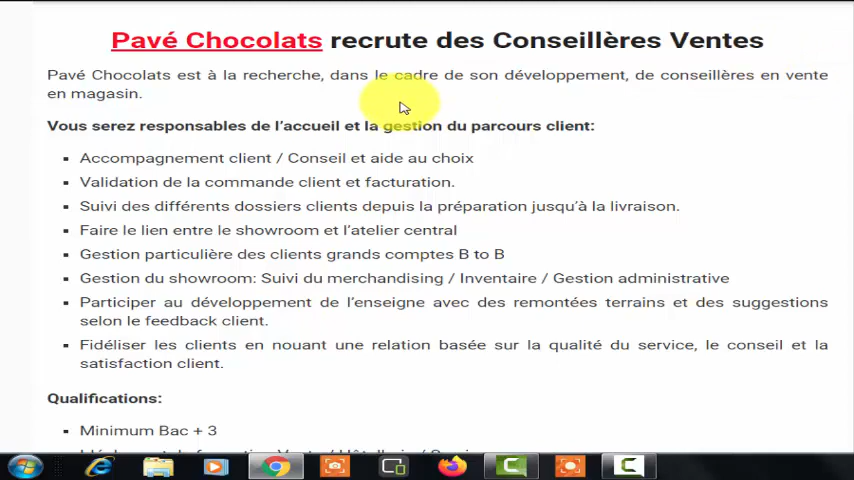 Pavé Chocolats recrute des Conseillères Ventes
Pavé Chocolats est à la recherche, dans le cadre de son développement, de conseillères en vente
en magasin.
Vous serez responsables de l’accueil et la gestion du parcours client:
Accompagnement client / Conseil et aide au choix
Validation de la commande client et facturation.
Suivi des différents dossiers clients depuis la préparation jusqu’à la livraison.
Faire le lien entre le showroom et l’atelier central
Gestion particulière des clients grands comptes B to B
Gestion du showroom: Suivi du merchandising / Inventaire / Gestion administrative
Participer au développement de l’enseigne avec des remontées terrains et des suggestions
selon le feedback client.
Fidéliser les clients en nouant une relation basée sur la qualité du service, le conseil et la
satisfaction client.
Qualifications:
Minimum Bac + 3